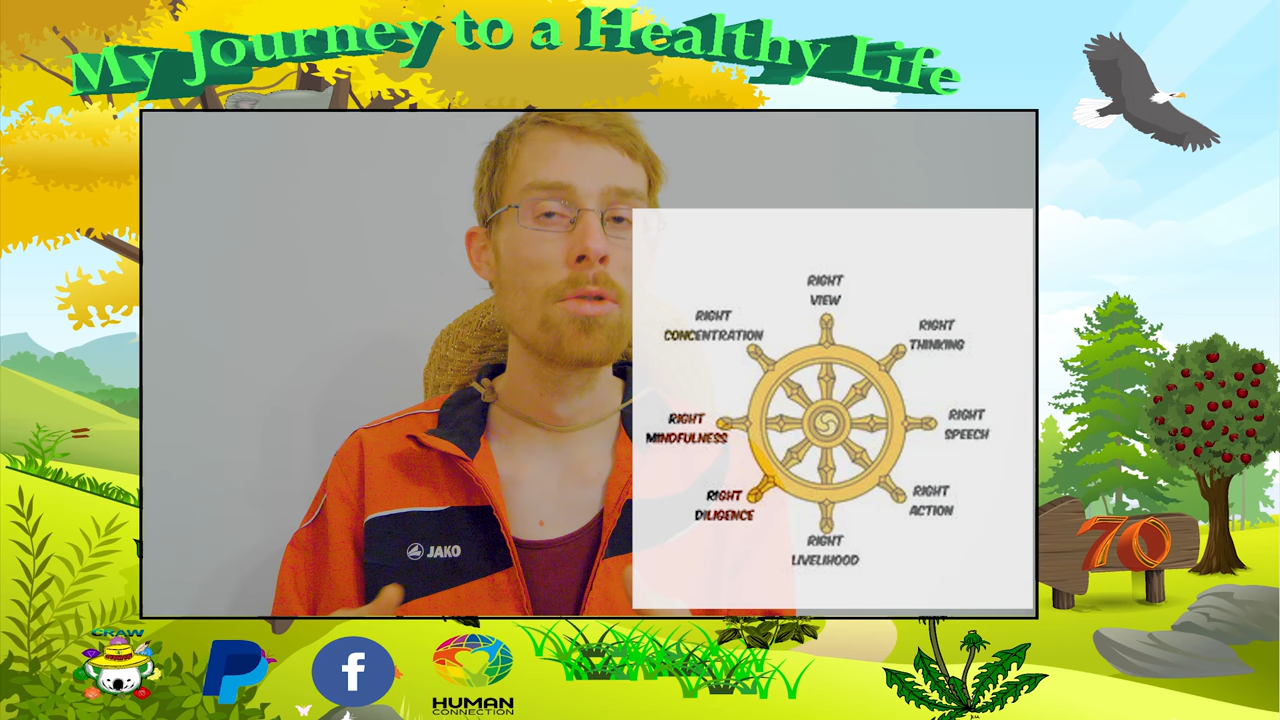 My Journey to a Healthy Life
RIGHT
VIEW
RIGHT
THINKING
RIGHT
SPEECH
RIGHT
ACTION
RIGHT
LIVELIHOOD
RIGHT
DILIGENCE
RIGHT
MINDFULNESS
RIGHT
CONCENTRATION
JAKO
70
CRAW
HUMAN
CONNECTION